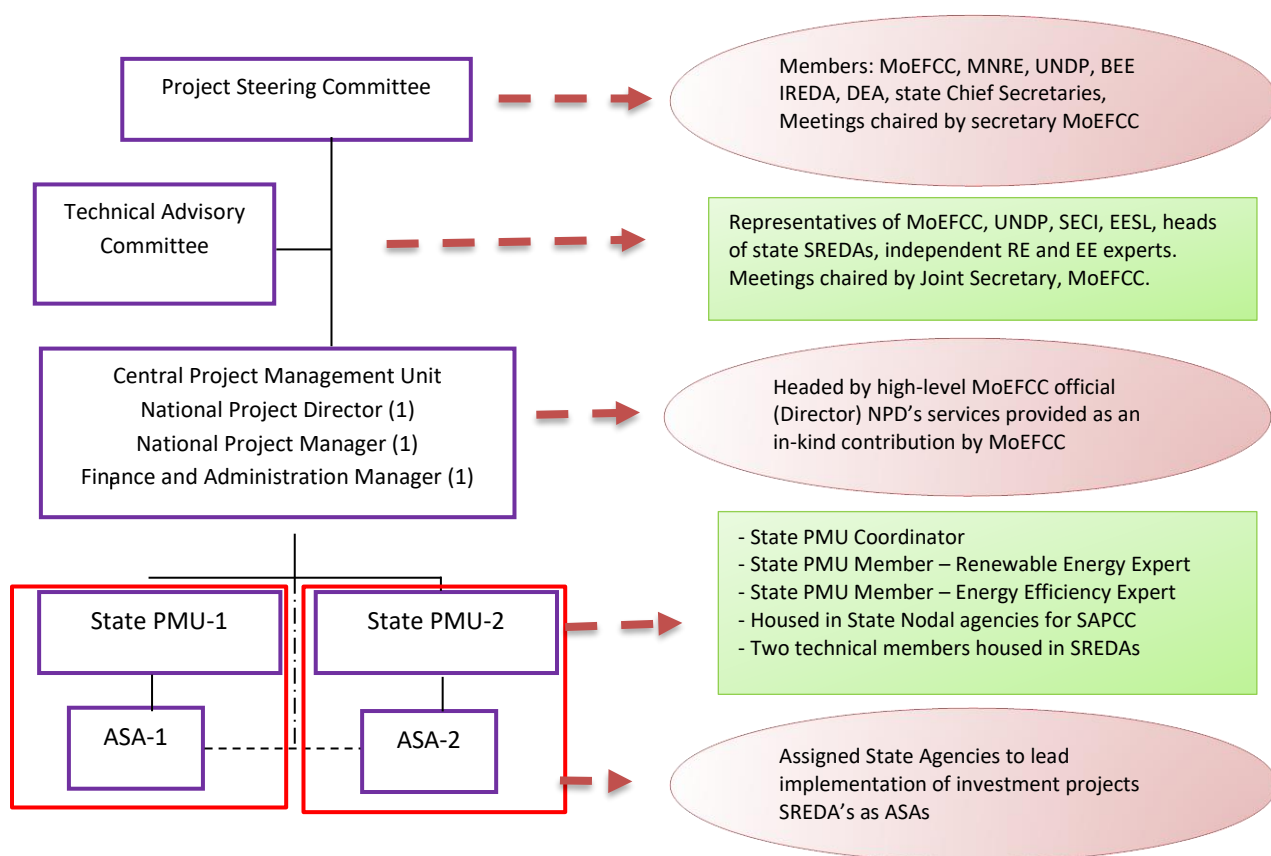 Project Steering Committee
Members: MoEFCC, MNRE, UNDP, BEE
IREDA, DEA, state Chief Secretaries,
Meetings chaired by secretary MoEFCC
Technical Advisory
Committee
Representatives of MoEFCC, UNDP, SECI, EESL, heads
of state SREDAs, independent RE and EE experts.
Meetings chaired by Joint Secretary, MoEFCC.
Central Project Management Unit
National Project Director (1)
National Project Manager (1)
Finance and Administration Manager (1)
Headed by high-level MoEFCC official
(Director) NPD’s services provided as an
in-kind contribution by MoEFCC
State PMU-1
State PMU-2
- State PMU Coordinator
- State PMU Member – Renewable Energy Expert
- State PMU Member – Energy Efficiency Expert
- Housed in State Nodal agencies for SAPCC
- Two technical members housed in SREDAs
ASA-1
ASA-2
Assigned State Agencies to lead
implementation of investment projects
SREDA’s as ASAs